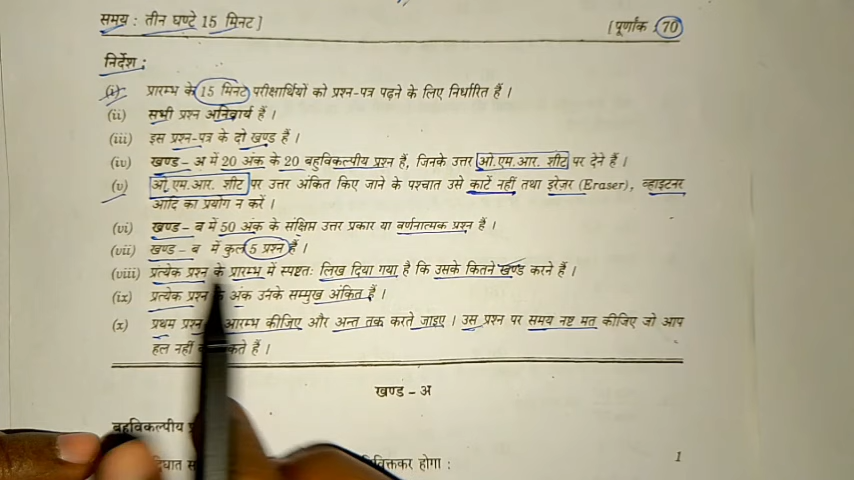 समय : तीन घण्टे 15 मिनट ] [ पूर्णांक : 70
निर्देश :
(i) प्रारम्भ के 15 मिनट परीक्षार्थियों को प्रश्न-पत्र पढ़ने के लिए निर्धारित हैं ।
(ii) सभी प्रश्न अनिवार्य हैं ।
(iii) इस प्रश्न-पत्र के दो खण्ड हैं ।
(iv) खण्ड – अ में 20 अंक के 20 बहुविकल्पीय प्रश्न हैं, जिनके उत्तर ओ.एम.आर. शीट पर देने हैं ।
(v) ओ.एम.आर. शीट पर उत्तर अंकित किए जाने के पश्चात उसे काटें नहीं तथा इरेज़र (Eraser), व्हाइटनर
आदि का प्रयोग न करें ।
(vi) खण्ड – ब में 50 अंक के संक्षिप्त उत्तर प्रकार या वर्णनात्मक प्रश्न हैं ।
(vii) खण्ड – ब में कुल 5 प्रश्न हैं ।
(viii) प्रत्येक प्रश्न के प्रारम्भ में स्पष्टतः लिख दिया गया है कि उसके कितने खण्ड करने हैं ।
(ix) प्रत्येक प्रश्न अंक उनके सम्मुख अंकित हैं ।
(x) प्रथम प्रश्न आरम्भ कीजिए और अन्त तक करते जाइए । उस प्रश्न पर समय नष्ट मत कीजिए जो आप
हल नहीं हैं ।
खण्ड – अ
बहुविकल्पीय
होगा : 1